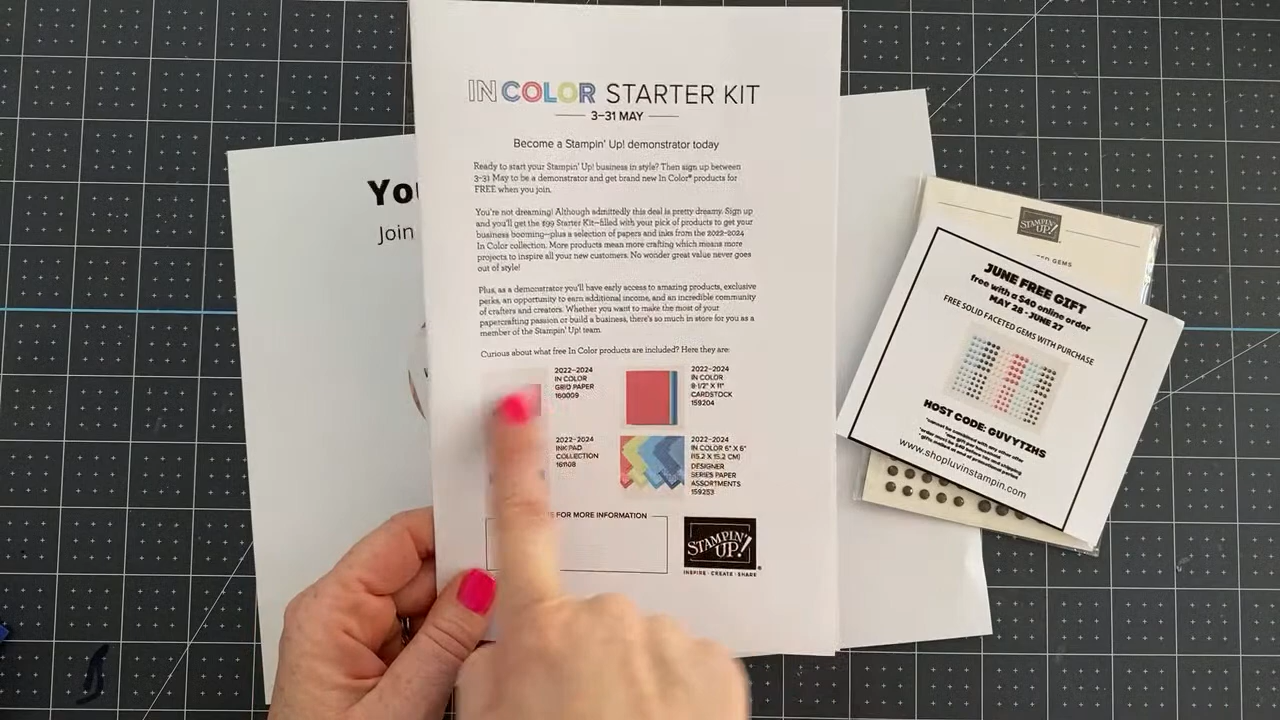 IN COLOR STARTER KIT
3–31 MAY
Become a Stampin' Up! demonstrator today
Ready to start your Stampin' Up! business in style? Then sign up between
3-31 May to be a demonstrator and get brand new In Color® products for
FREE when you join.
You're not dreaming! Although admittedly this deal is pretty dreamy. Sign up
and you'll get the $99 Starter Kit—filled with your pick of products to get your
business booming—plus a selection of papers and inks from the 2022–2024
In Color collection. More products mean more crafting which means more
projects to inspire all your new customers. No wonder great value never goes
out of style!
Plus, as a demonstrator you'll have early access to amazing products, exclusive
perks, an opportunity to earn additional income, and an incredible community
of crafters and creators. Whether you want to make the most of your
papercrafting passion or build a business, there's so much in store for you as a
member of the Stampin' Up! team.
Curious about what free In Color products are included? Here they are:
2022–2024
IN COLOR
GRID PAPER
160009
2022–2024
IN COLOR
8-1/2" X 11"
CARDSTOCK
159204
2022–2024
INK PAD
COLLECTION
161108
2022–2024
IN COLOR 6" X 6"
(15.2 X 15.2 CM)
DESIGNER
SERIES PAPER
ASSORTMENTS
159253
FOR MORE INFORMATION
STAMPIN' UP!®
INSPIRE · CREATE · SHARE
You
Join
STAMPIN' UP!
GEMS
JUNE FREE GIFT
free with a $40 online order
MAY 28 - JUNE 27
FREE SOLID FACETED GEMS WITH PURCHASE
HOST CODE: GUVYTZHS
*cannot be combined with any other offer
www.shopluvinstampin.com